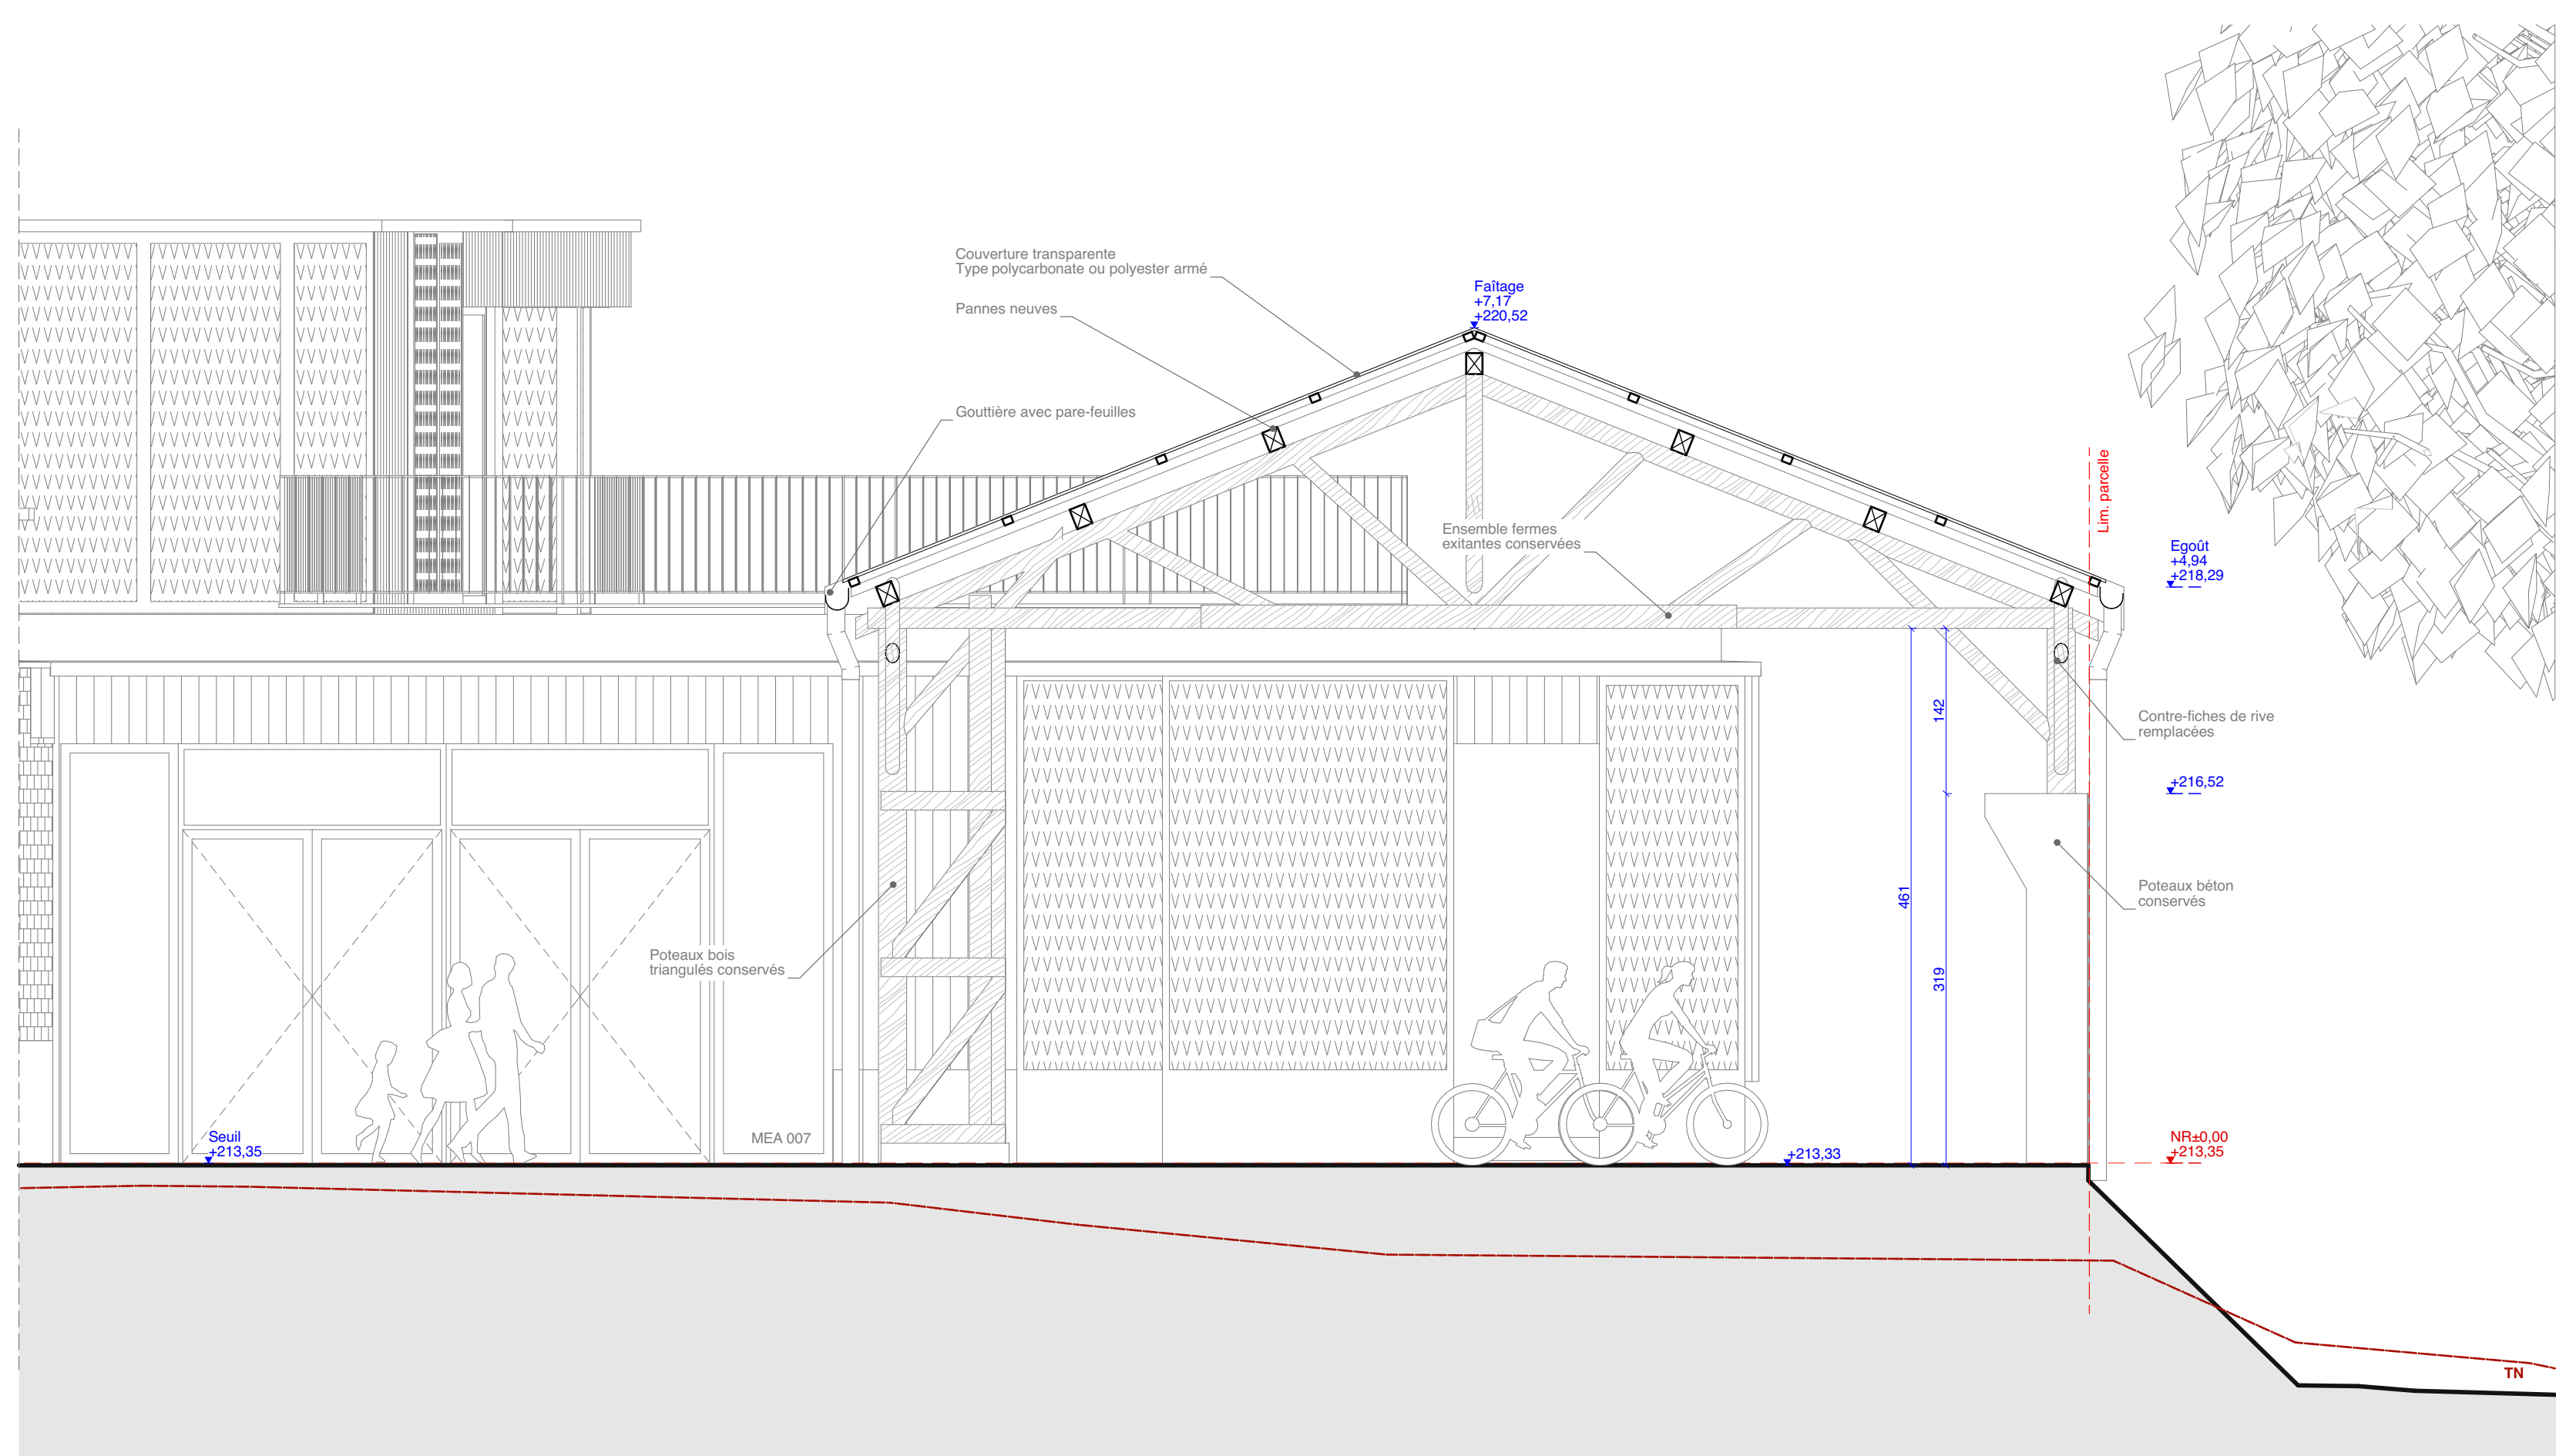 Couverture transparente
Type polycarbonate ou polyester armé
Pannes neuves
Gouttière avec pare-feuilles
Faîtage
+7,17
+220,52
Lim. parcelle
Ensemble fermes
exitantes conservées
Egoût
+4,94
+218,29
142
Contre-fiches de rive
remplacées
+216,52
461
Poteaux béton
conservés
Poteaux bois
triangulés conservés
319
MEA 007
Seuil
+213,35
+213,33
NR±0,00
+213,35
TN